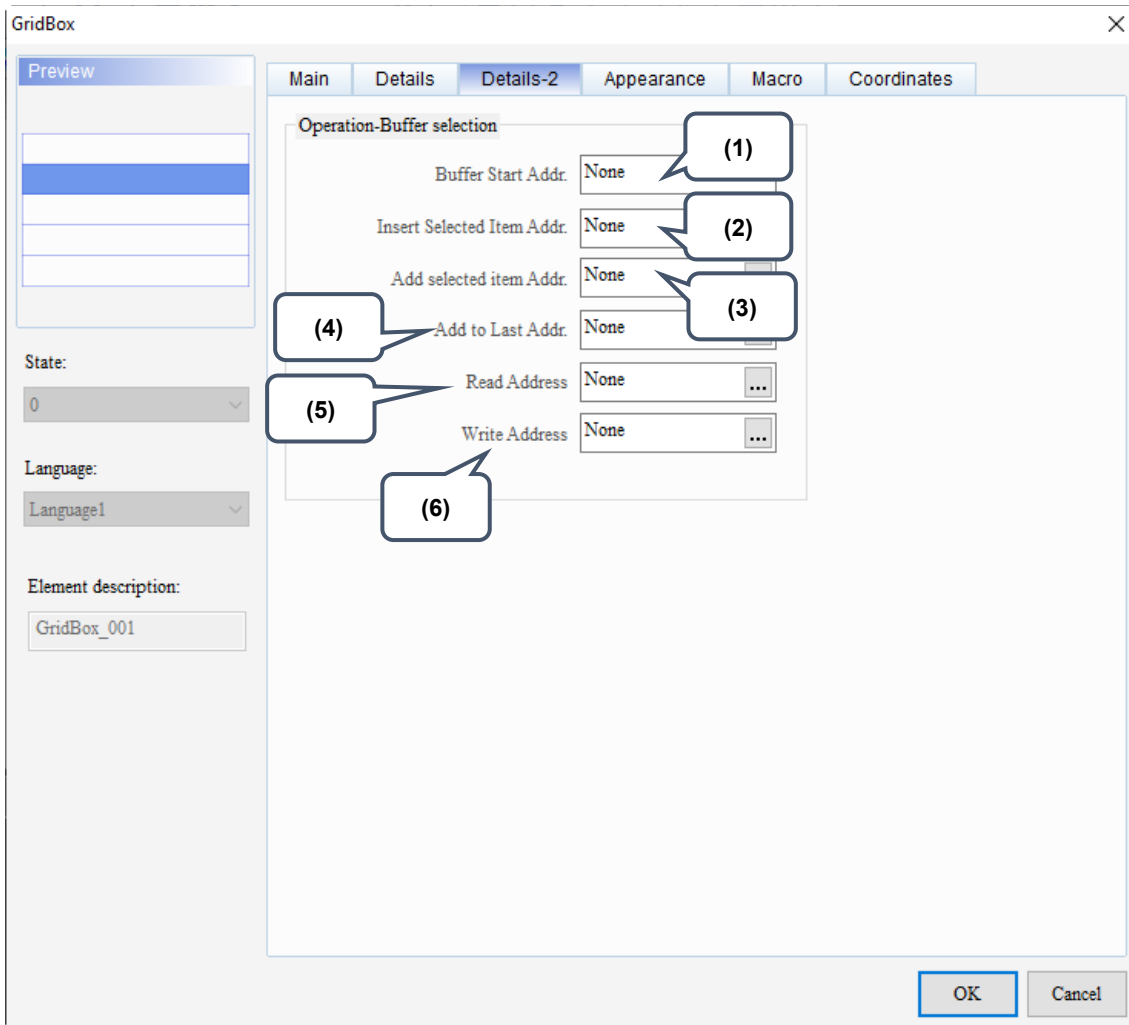 GridBox
Preview
Main Details Details-2 Appearance Macro Coordinates
Operation-Buffer selection
(1)
Buffer Start Addr. None
(2)
Insert Selected Item Addr. None
Add selected item Addr. None
(3)
(4)
Add to Last Addr. None
State:
0
(5)
Read Address None ...
Write Address None ...
Language:
Language1
(6)
Element description:
GridBox_001
OK Cancel